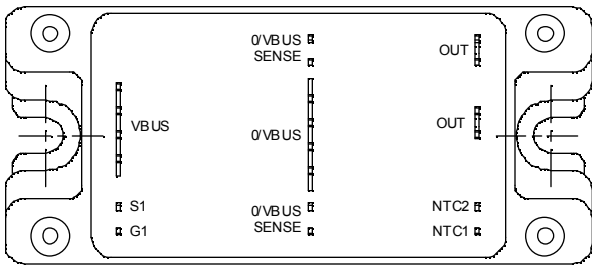 0/VBUS
SENSE
OUT
VBUS
0/VBUS
OUT
S1
0/VBUS
SENSE
NTC2
G1
NTC1